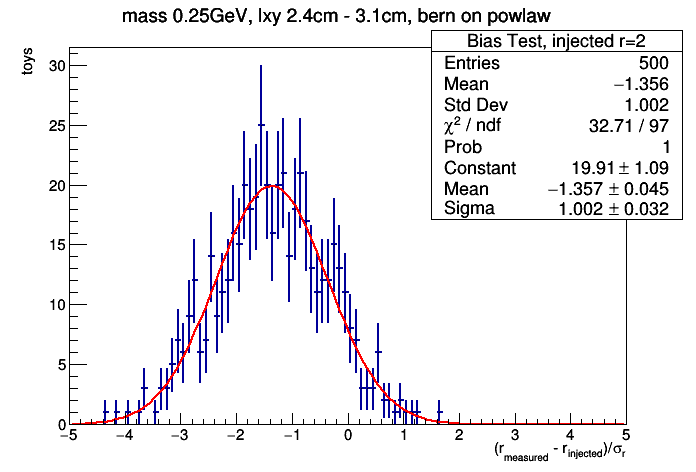 mass 0.25GeV, lxy 2.4cm - 3.1cm, bern on powlaw
Bias Test, injected r=2
Entries 500
Mean −1.356
Std Dev 1.002
χ² / ndf 32.71 / 97
Prob 1
Constant 19.91 ± 1.09
Mean −1.357 ± 0.045
Sigma 1.002 ± 0.032
toys
30
25
20
15
10
5
0
−5 −4 −3 −2 −1 0 1 2 3 4 5
(r_measured - r_injected)/σ_r